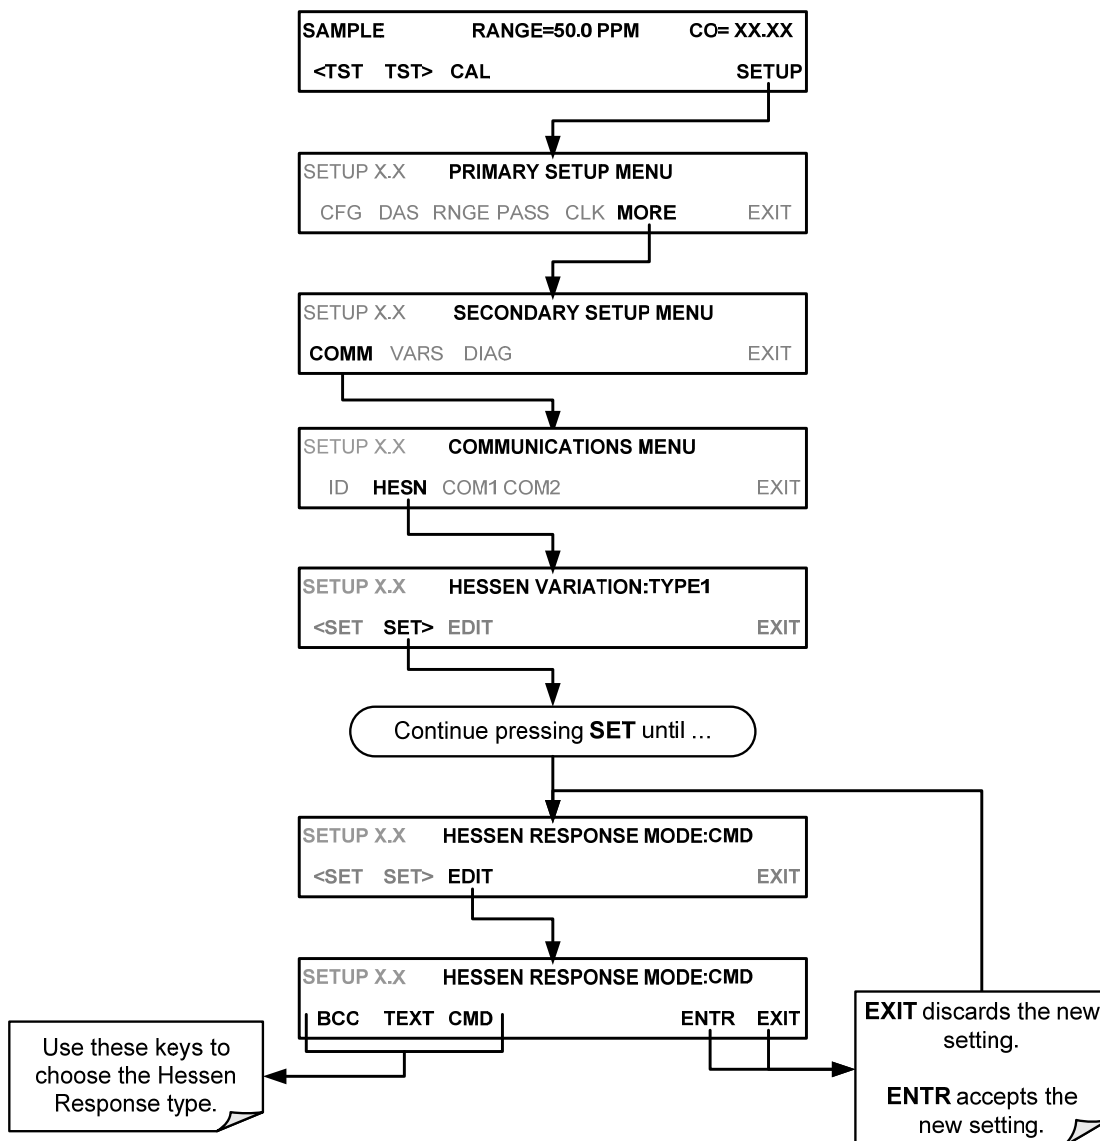 SAMPLE RANGE=50.0 PPM CO= XX.XX
<TST TST> CAL SETUP
SETUP X.X PRIMARY SETUP MENU
CFG DAS RNGE PASS CLK MORE EXIT
SETUP X.X SECONDARY SETUP MENU
COMM VARS DIAG EXIT
SETUP X.X COMMUNICATIONS MENU
ID HESN COM1 COM2 EXIT
SETUP X.X HESSEN VARIATION:TYPE1
<SET SET> EDIT EXIT
Continue pressing SET until ...
SETUP X.X HESSEN RESPONSE MODE:CMD
<SET SET> EDIT EXIT
SETUP X.X HESSEN RESPONSE MODE:CMD
BCC TEXT CMD ENTR EXIT
Use these keys to
choose the Hessen
Response type.
EXIT discards the new
setting.
ENTR accepts the
new setting.